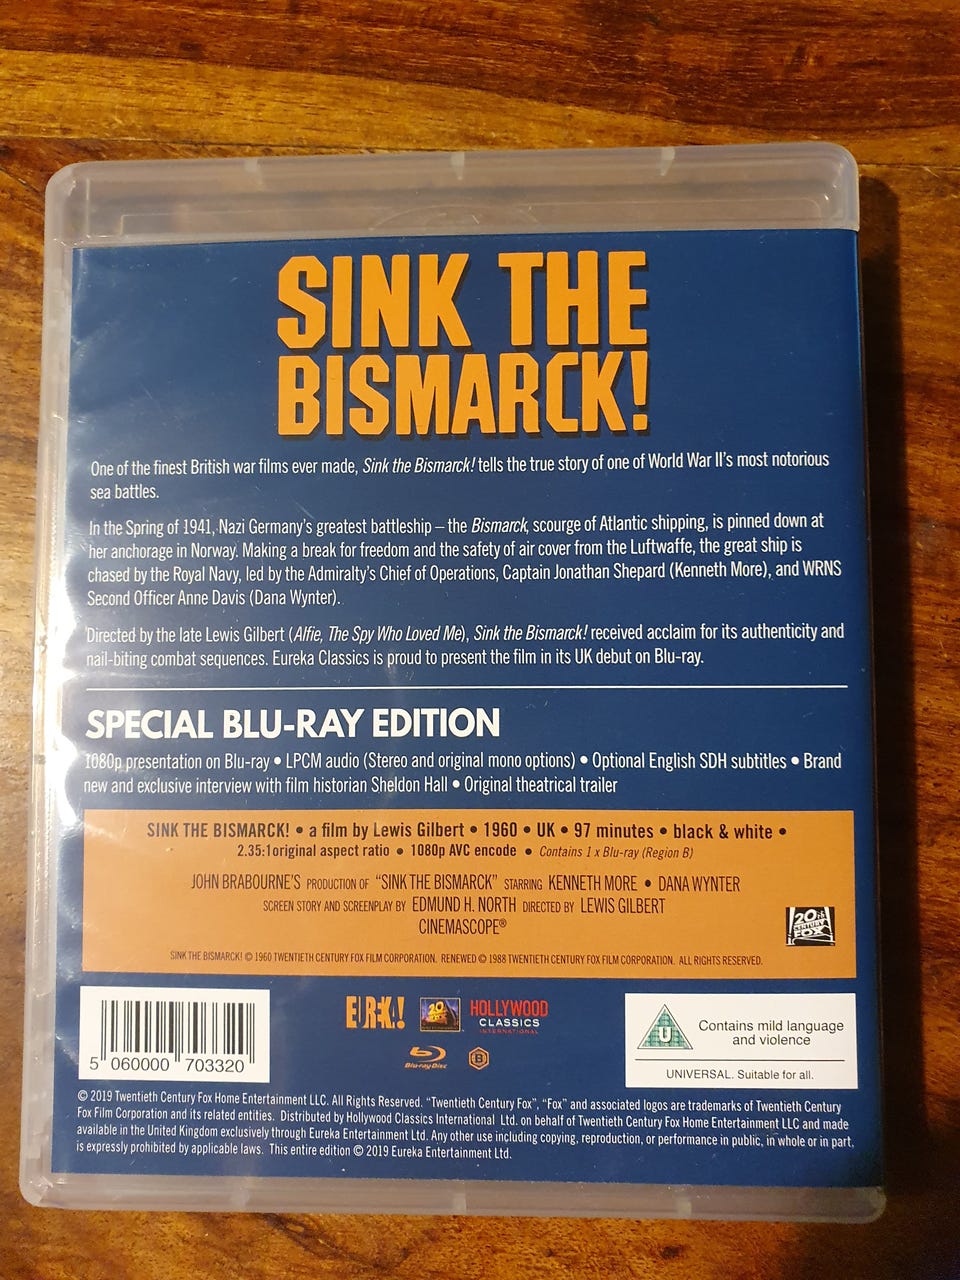 SINK THE
BISMARCK!
One of the finest British war films ever made, Sink the Bismarck! tells the true story of one of World War II's most notorious
sea battles.
In the Spring of 1941, Nazi Germany's greatest battleship – the Bismarck, scourge of Atlantic shipping, is pinned down at
her anchorage in Norway. Making a break for freedom and the safety of air cover from the Luftwaffe, the great ship is
chased by the Royal Navy, led by the Admiralty's Chief of Operations, Captain Jonathan Shepard (Kenneth More), and WRNS
Second Officer Anne Davis (Dana Wynter).
Directed by the late Lewis Gilbert (Alfie, The Spy Who Loved Me), Sink the Bismarck! received acclaim for its authenticity and
nail-biting combat sequences. Eureka Classics is proud to present the film in its UK debut on Blu-ray.
SPECIAL BLU-RAY EDITION
1080p presentation on Blu-ray • LPCM audio (Stereo and original mono options) • Optional English SDH subtitles • Brand
new and exclusive interview with film historian Sheldon Hall • Original theatrical trailer
SINK THE BISMARCK! • a film by Lewis Gilbert • 1960 • UK • 97 minutes • black & white •
2.35:1original aspect ratio • 1080p AVC encode • Contains 1 x Blu-ray (Region B)
JOHN BRABOURNE'S PRODUCTION OF "SINK THE BISMARCK" STARRING KENNETH MORE • DANA WYNTER
SCREEN STORY AND SCREENPLAY BY EDMUND H. NORTH DIRECTED BY LEWIS GILBERT
CINEMASCOPE®
20th
CENTURY
FOX
SINK THE BISMARCK! © 1960 TWENTIETH CENTURY FOX FILM CORPORATION. RENEWED © 1988 TWENTIETH CENTURY FOX FILM CORPORATION. ALL RIGHTS RESERVED.
5 060000 703320
EUREKA!
20
HOLLYWOOD
CLASSICS
INTERNATIONAL
Blu-ray Disc
B
U
Contains mild language
and violence
UNIVERSAL. Suitable for all.
© 2019 Twentieth Century Fox Home Entertainment LLC. All Rights Reserved. "Twentieth Century Fox", "Fox" and associated logos are trademarks of Twentieth Century
Fox Film Corporation and its related entities. Distributed by Hollywood Classics International Ltd. on behalf of Twentieth Century Fox Home Entertainment LLC and made
available in the United Kingdom exclusively through Eureka Entertainment Ltd. Any other use including copying, reproduction, or performance in public, in whole or in part,
is expressly prohibited by applicable laws. This entire edition © 2019 Eureka Entertainment Ltd.